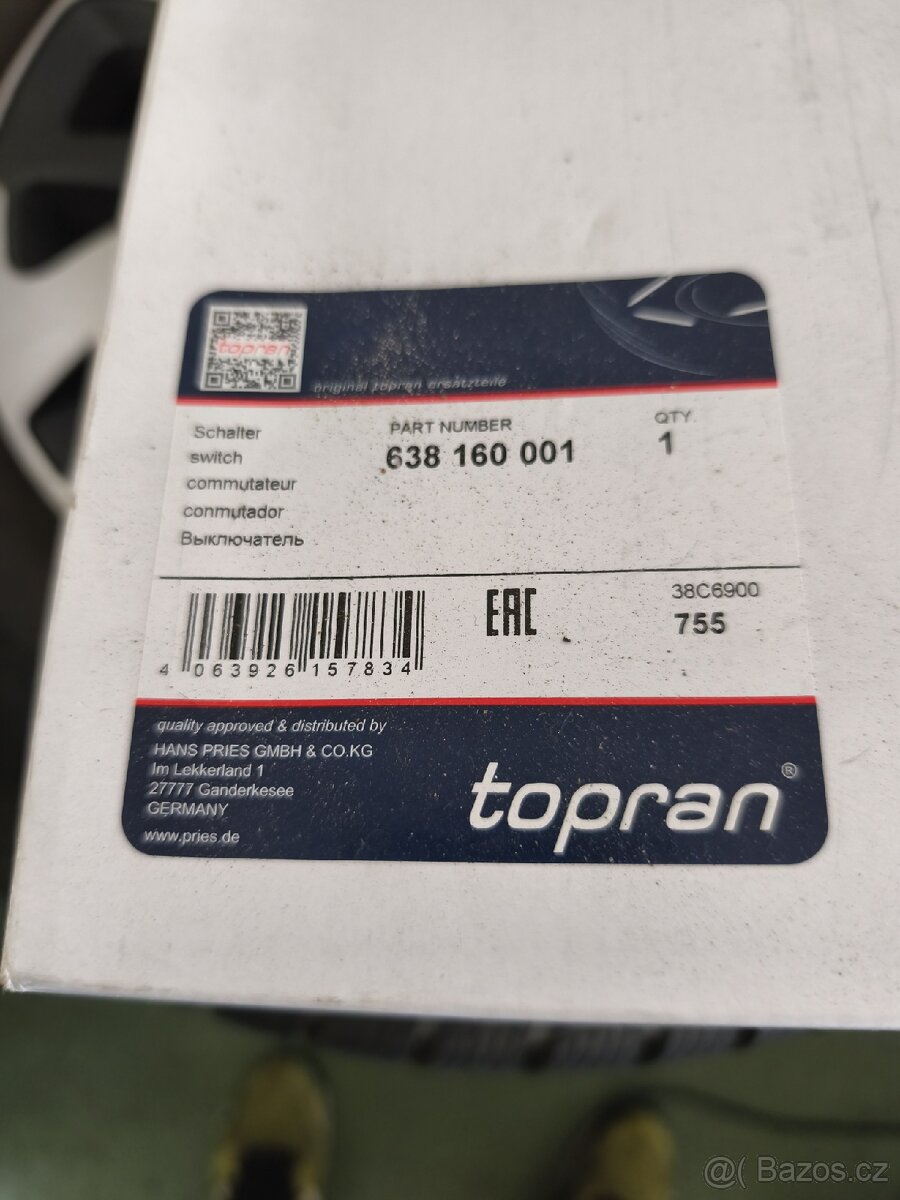 topran
original topran ersatzteile
Schalter
switch
commutateur
conmutador
Выключатель
PART NUMBER
638 160 001
QTY.
1
4 063926 157834
EAC
38C6900
755
quality approved & distributed by
HANS PRIES GMBH & CO.KG
Im Lekkerland 1
27777 Ganderkesee
GERMANY
www.pries.de
topran®
@( Bazos.cz